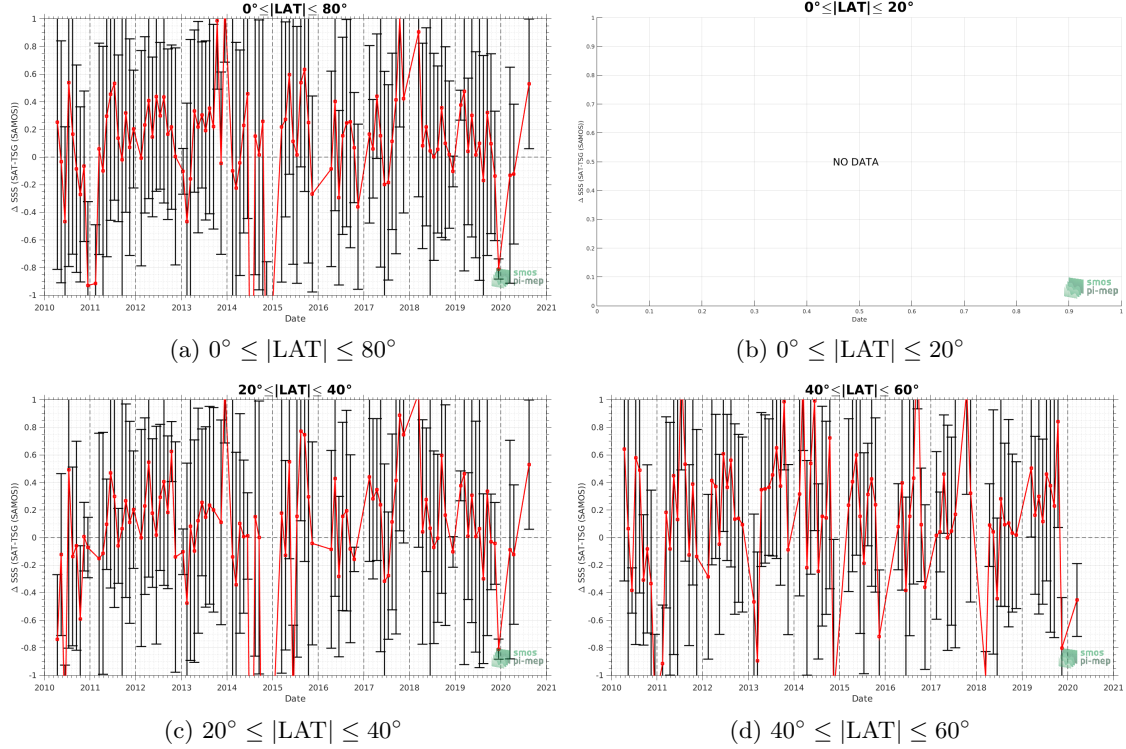 0°≤|LAT|≤ 80°
Δ SSS (SAT-TSG (SAMOS))
1
0.8
0.6
0.4
0.2
0
-0.2
-0.4
-0.6
-0.8
-1
2010 2011 2012 2013 2014 2015 2016 2017 2018 2019 2020 2021
Date
smos
pi-mep
(a) 0° ≤ |LAT| ≤ 80°
0°≤|LAT|≤ 20°
Δ SSS (SAT-TSG (SAMOS))
1
0.9
0.8
0.7
0.6
0.5
0.4
0.3
0.2
0.1
0
NO DATA
0 0.1 0.2 0.3 0.4 0.5 0.6 0.7 0.8 0.9 1
Date
smos
pi-mep
(b) 0° ≤ |LAT| ≤ 20°
20°≤|LAT|≤ 40°
Δ SSS (SAT-TSG (SAMOS))
1
0.8
0.6
0.4
0.2
0
-0.2
-0.4
-0.6
-0.8
-1
2010 2011 2012 2013 2014 2015 2016 2017 2018 2019 2020 2021
Date
smos
pi-mep
(c) 20° ≤ |LAT| ≤ 40°
40°≤|LAT|≤ 60°
Δ SSS (SAT-TSG (SAMOS))
1
0.8
0.6
0.4
0.2
0
-0.2
-0.4
-0.6
-0.8
-1
2010 2011 2012 2013 2014 2015 2016 2017 2018 2019 2020 2021
Date
smos
pi-mep
(d) 40° ≤ |LAT| ≤ 60°